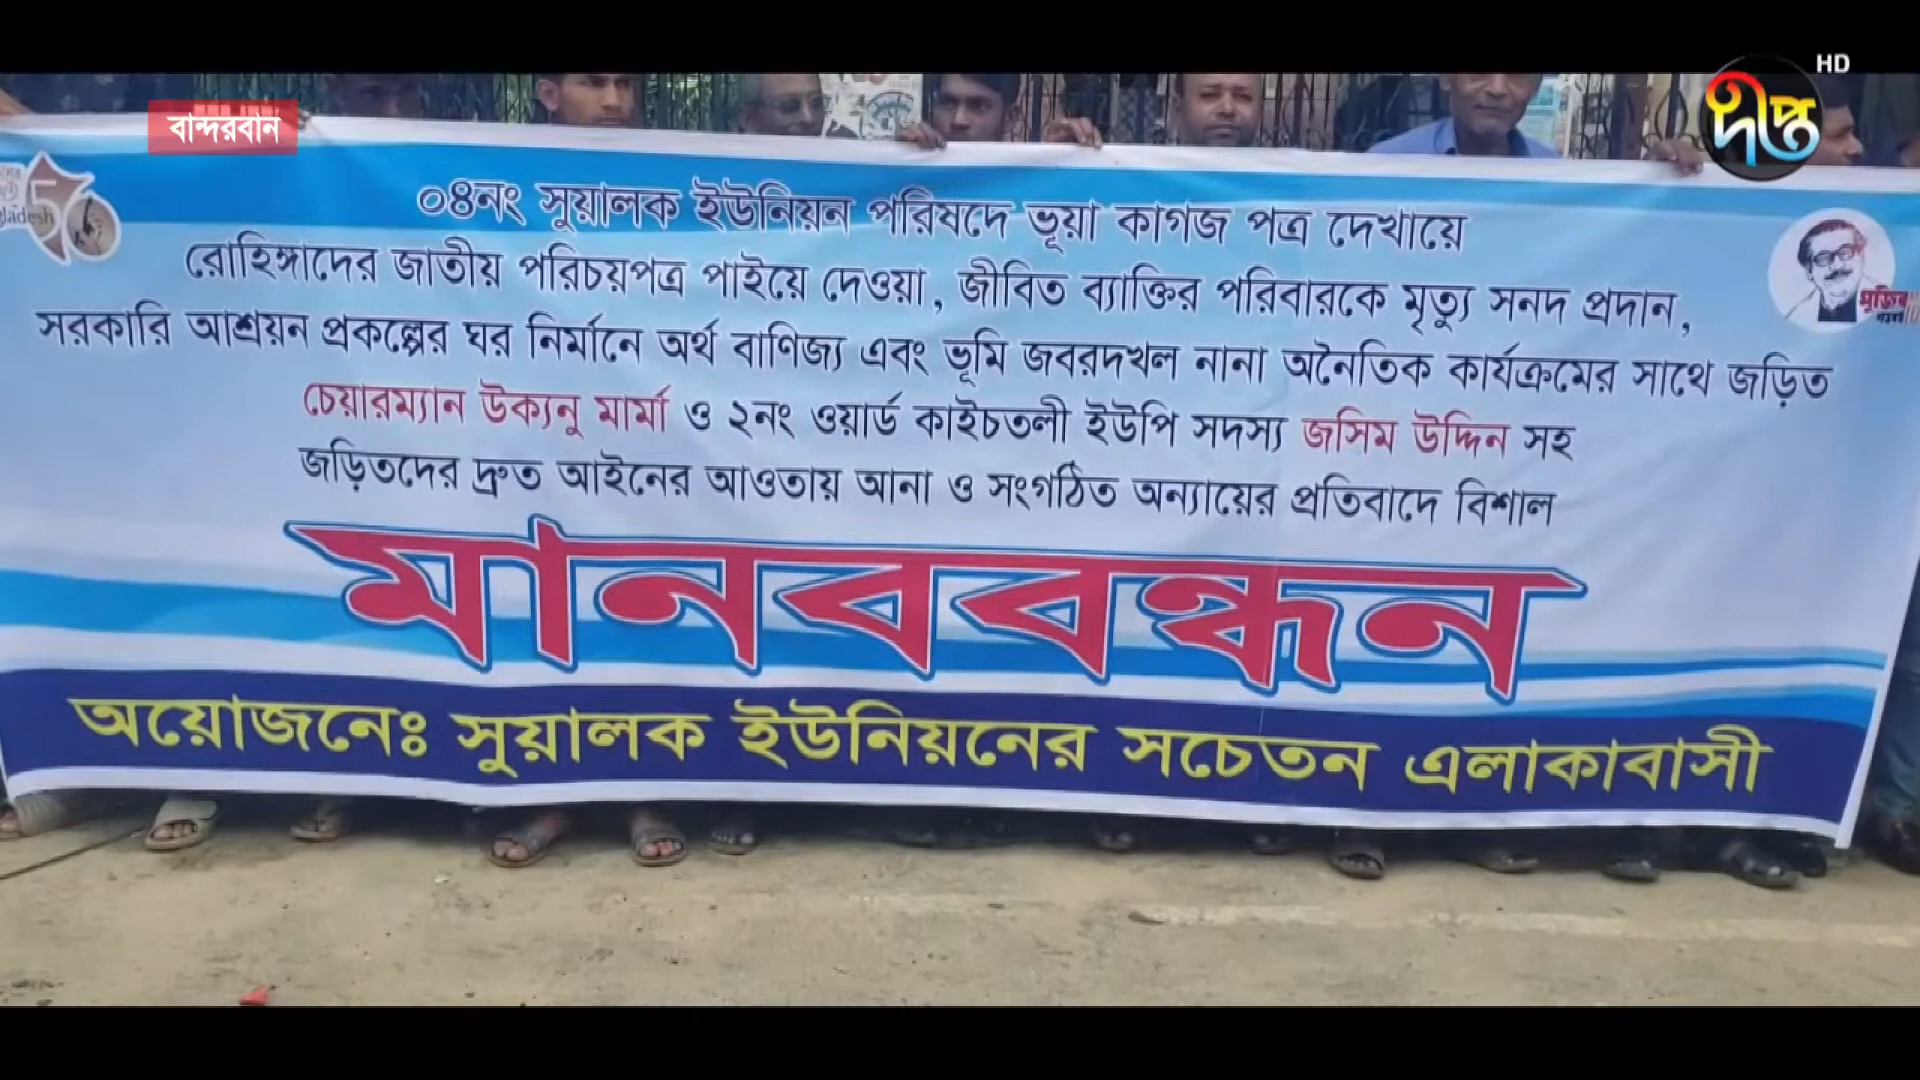 HD
দীপ্ত
বান্দরবান
০৪নং সুয়ালক ইউনিয়ন পরিষদে ভূয়া কাগজ পত্র দেখায়ে
রোহিঙ্গাদের জাতীয় পরিচয়পত্র পাইয়ে দেওয়া, জীবিত ব্যাক্তির পরিবারকে মৃত্যু সনদ প্রদান,
সরকারি আশ্রয়ন প্রকল্পের ঘর নির্মানে অর্থ বাণিজ্য এবং ভূমি জবরদখল নানা অনৈতিক কার্যক্রমের সাথে জড়িত
চেয়ারম্যান উক্যনু মার্মা ও ২নং ওয়ার্ড কাইচতলী ইউপি সদস্য জসিম উদ্দিন সহ
জড়িতদের দ্রুত আইনের আওতায় আনা ও সংগঠিত অন্যায়ের প্রতিবাদে বিশাল
মানববন্ধন
অয়োজনেঃ সুয়ালক ইউনিয়নের সচেতন এলাকাবাসী